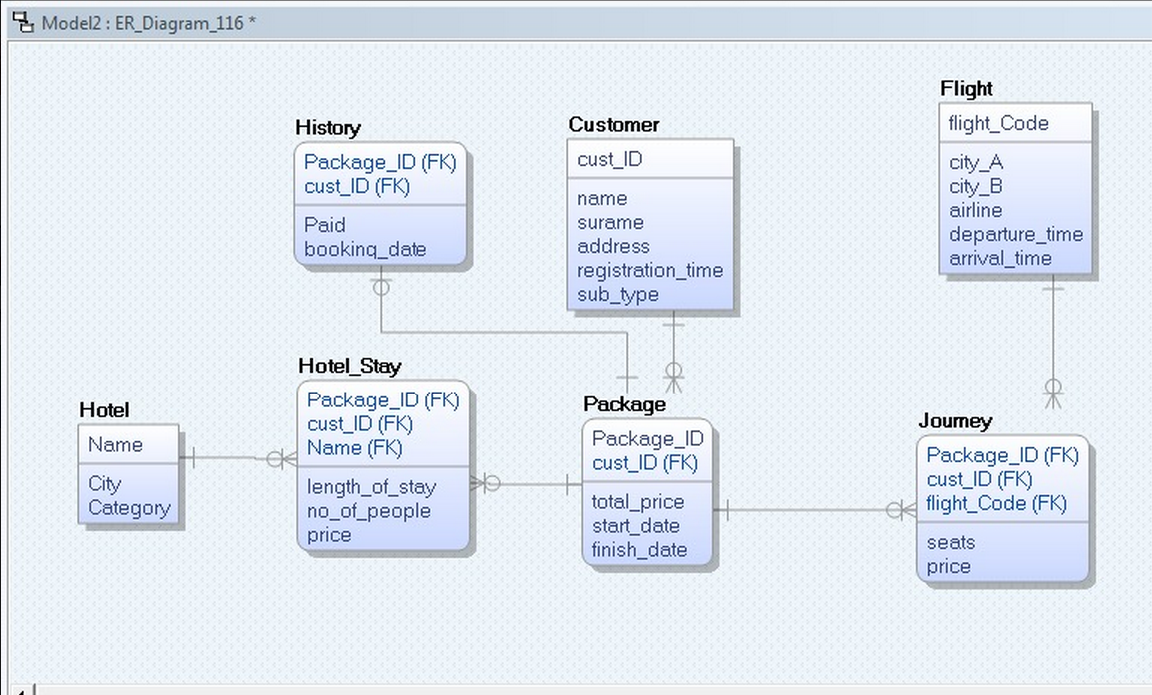 Model2 : ER_Diagram_116 *
Flight
flight_Code
city_A
city_B
airline
departure_time
arrival_time
History
Package_ID (FK)
cust_ID (FK)
Paid
bookinq_date
Customer
cust_ID
name
surame
address
registration_time
sub_type
Hotel_Stay
Package_ID (FK)
cust_ID (FK)
Name (FK)
length_of_stay
no_of_people
price
Hotel
Name
City
Category
Package
Package_ID
cust_ID (FK)
total_price
start_date
finish_date
Journey
Package_ID (FK)
cust_ID (FK)
flight_Code (FK)
seats
price